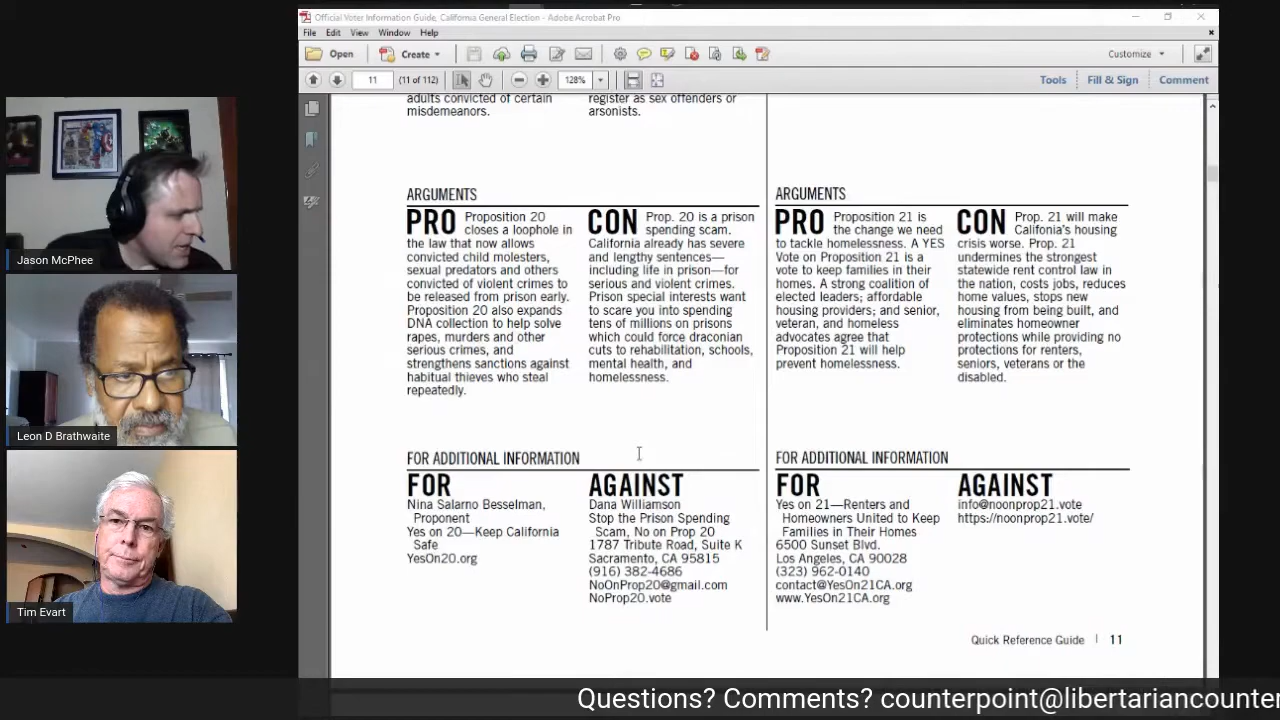 Official Voter Information Guide, California General Election - Adobe Acrobat Pro
File Edit View Window Help
Open Create Customize
11 (11 of 112) 128% Tools Fill & Sign Comment
adults convicted of certain
misdemeanors.
register as sex offenders or
arsonists.
ARGUMENTS
PRO Proposition 20
closes a loophole in
the law that now allows
convicted child molesters,
sexual predators and others
convicted of violent crimes to
be released from prison early.
Proposition 20 also expands
DNA collection to help solve
rapes, murders and other
serious crimes, and
strengthens sanctions against
habitual thieves who steal
repeatedly.
CON Prop. 20 is a prison
spending scam.
California already has severe
and lengthy sentences—
including life in prison—for
serious and violent crimes.
Prison special interests want
to scare you into spending
tens of millions on prisons
which could force draconian
cuts to rehabilitation, schools,
mental health, and
homelessness.
FOR ADDITIONAL INFORMATION
FOR
Nina Salarno Besselman,
Proponent
Yes on 20—Keep California
Safe
YesOn20.org
AGAINST
Dana Williamson
Stop the Prison Spending
Scam, No on Prop 20
1787 Tribute Road, Suite K
Sacramento, CA 95815
(916) 382-4686
NoOnProp20@gmail.com
NoProp20.vote
ARGUMENTS
PRO Proposition 21 is
the change we need
to tackle homelessness. A YES
Vote on Proposition 21 is a
vote to keep families in their
homes. A strong coalition of
elected leaders; affordable
housing providers; and senior,
veteran, and homeless
advocates agree that
Proposition 21 will help
prevent homelessness.
CON Prop. 21 will make
Califonia's housing
crisis worse. Prop. 21
undermines the strongest
statewide rent control law in
the nation, costs jobs, reduces
home values, stops new
housing from being built, and
eliminates homeowner
protections while providing no
protections for renters,
seniors, veterans or the
disabled.
FOR ADDITIONAL INFORMATION
FOR
Yes on 21—Renters and
Homeowners United to Keep
Families in Their Homes
6500 Sunset Blvd.
Los Angeles, CA 90028
(323) 962-0140
contact@YesOn21CA.org
www.YesOn21CA.org
AGAINST
info@noonprop21.vote
https://noonprop21.vote/
Quick Reference Guide | 11
Jason McPhee
Leon D Brathwaite
Tim Evart
Questions? Comments? counterpoint@libertariancounter